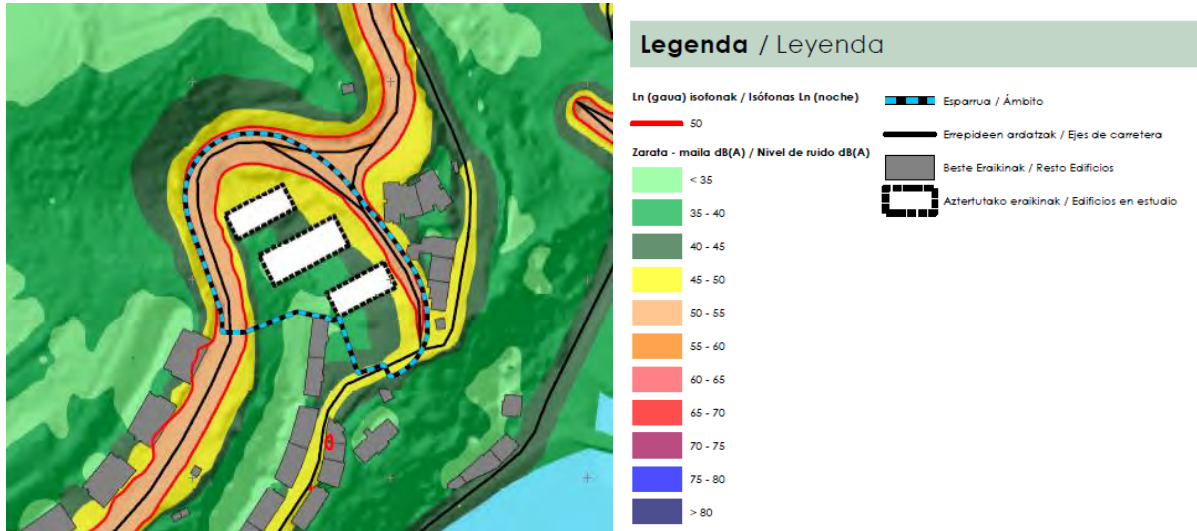 Legenda / Leyenda
Ln (gaua) isofonak / Isófonas Ln (noche)
50
Zarata - maila dB(A) / Nivel de ruido dB(A)
< 35
35 - 40
40 - 45
45 - 50
50 - 55
55 - 60
60 - 65
65 - 70
70 - 75
75 - 80
> 80
Esparrua / Ámbito
Errepideen ardatzak / Ejes de carretera
Beste Eraikinak / Resto Edificios
Aztertutako eraikinak / Edificios en estudio